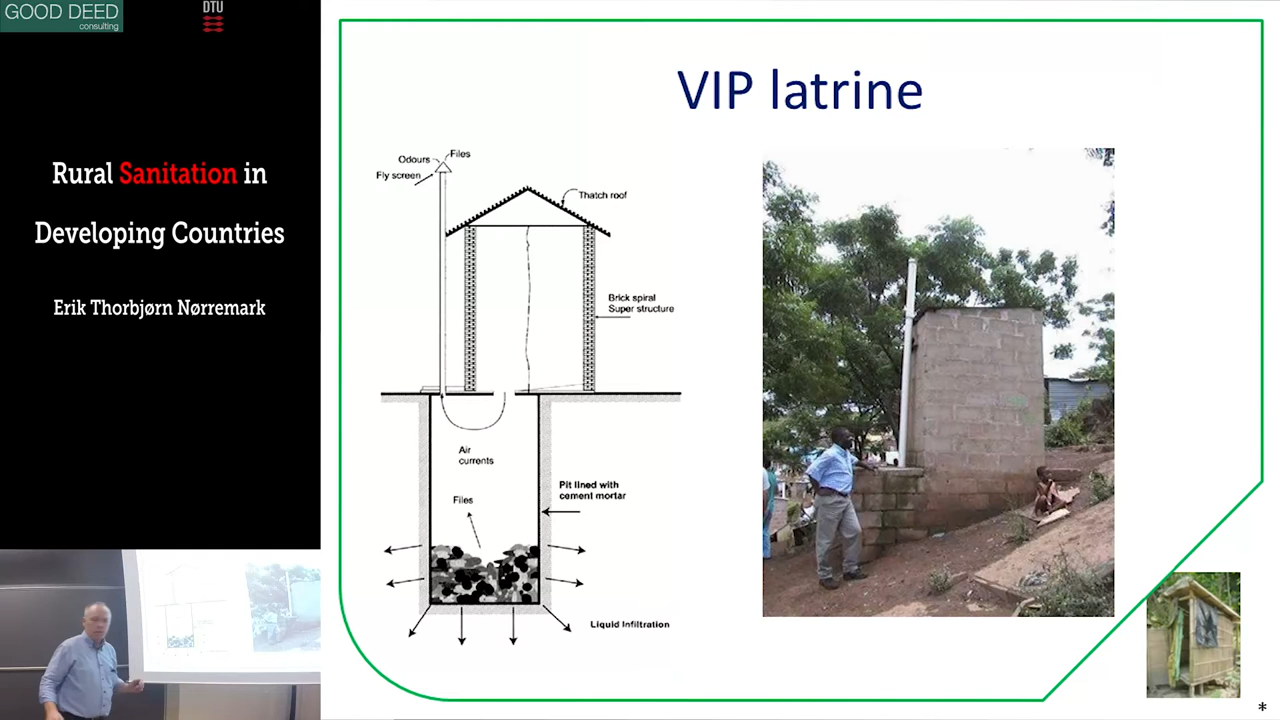 GOOD DEED
consulting
DTU
Rural Sanitation in
Developing Countries
Erik Thorbjørn Nørremark
VIP latrine
Odours
Files
Fly screen
Thatch roof
Brick spiral
Super structure
Air
currents
Files
Pit lined with
cement mortar
Liquid Infiltration
*